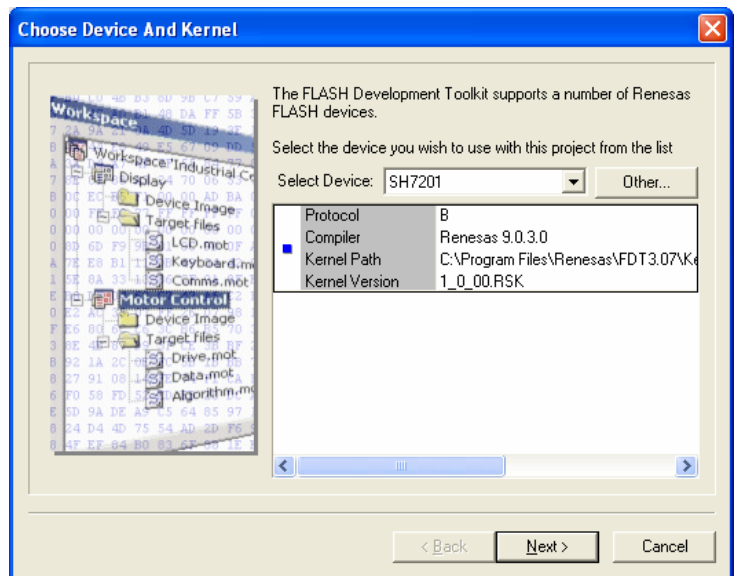 Choose Device And Kernel
Workspace
Workspace "Industrial Co
Display
Device Image
Target files
LCD.mot
Keyboard.m
Comms.mot
Motor Control
Device Image
Target files
Drive.mot
Data.mot
Algorithm.mo
The FLASH Development Toolkit supports a number of Renesas
FLASH devices.
Select the device you wish to use with this project from the list
Select Device: SH7201 Other...
Protocol B
Compiler Renesas 9.0.3.0
Kernel Path C:\Program Files\Renesas\FDT3.07\Ke
Kernel Version 1_0_00.RSK
< Back Next > Cancel